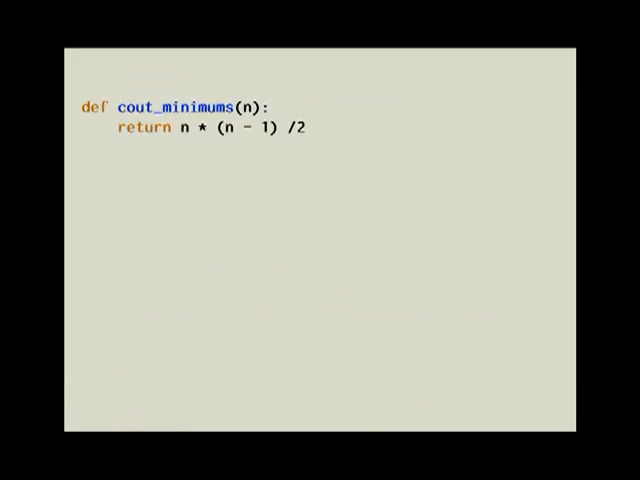 def cout_minimums(n):
    return n * (n - 1) /2